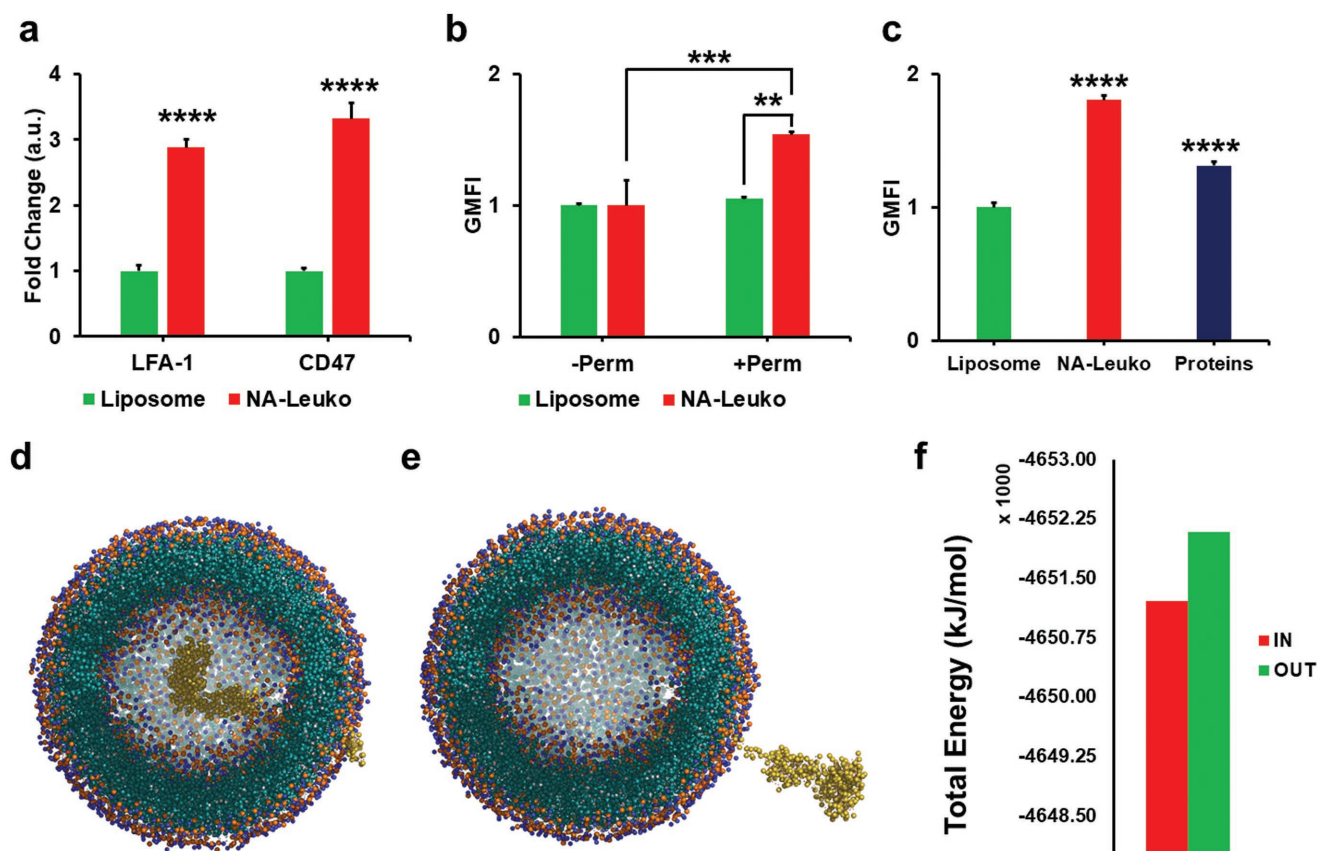 a
Fold Change (a.u.)
4
3
2
1
0
****
****
LFA-1 CD47
Liposome NA-Leuko
b
GMFI
2
1
0
***
**
-Perm +Perm
Liposome NA-Leuko
c
GMFI
2
1
0
****
****
Liposome NA-Leuko Proteins
d
e
f
Total Energy (kJ/mol)
x 1000
-4653.00
-4652.25
-4651.50
-4650.75
-4650.00
-4649.25
-4648.50
IN
OUT